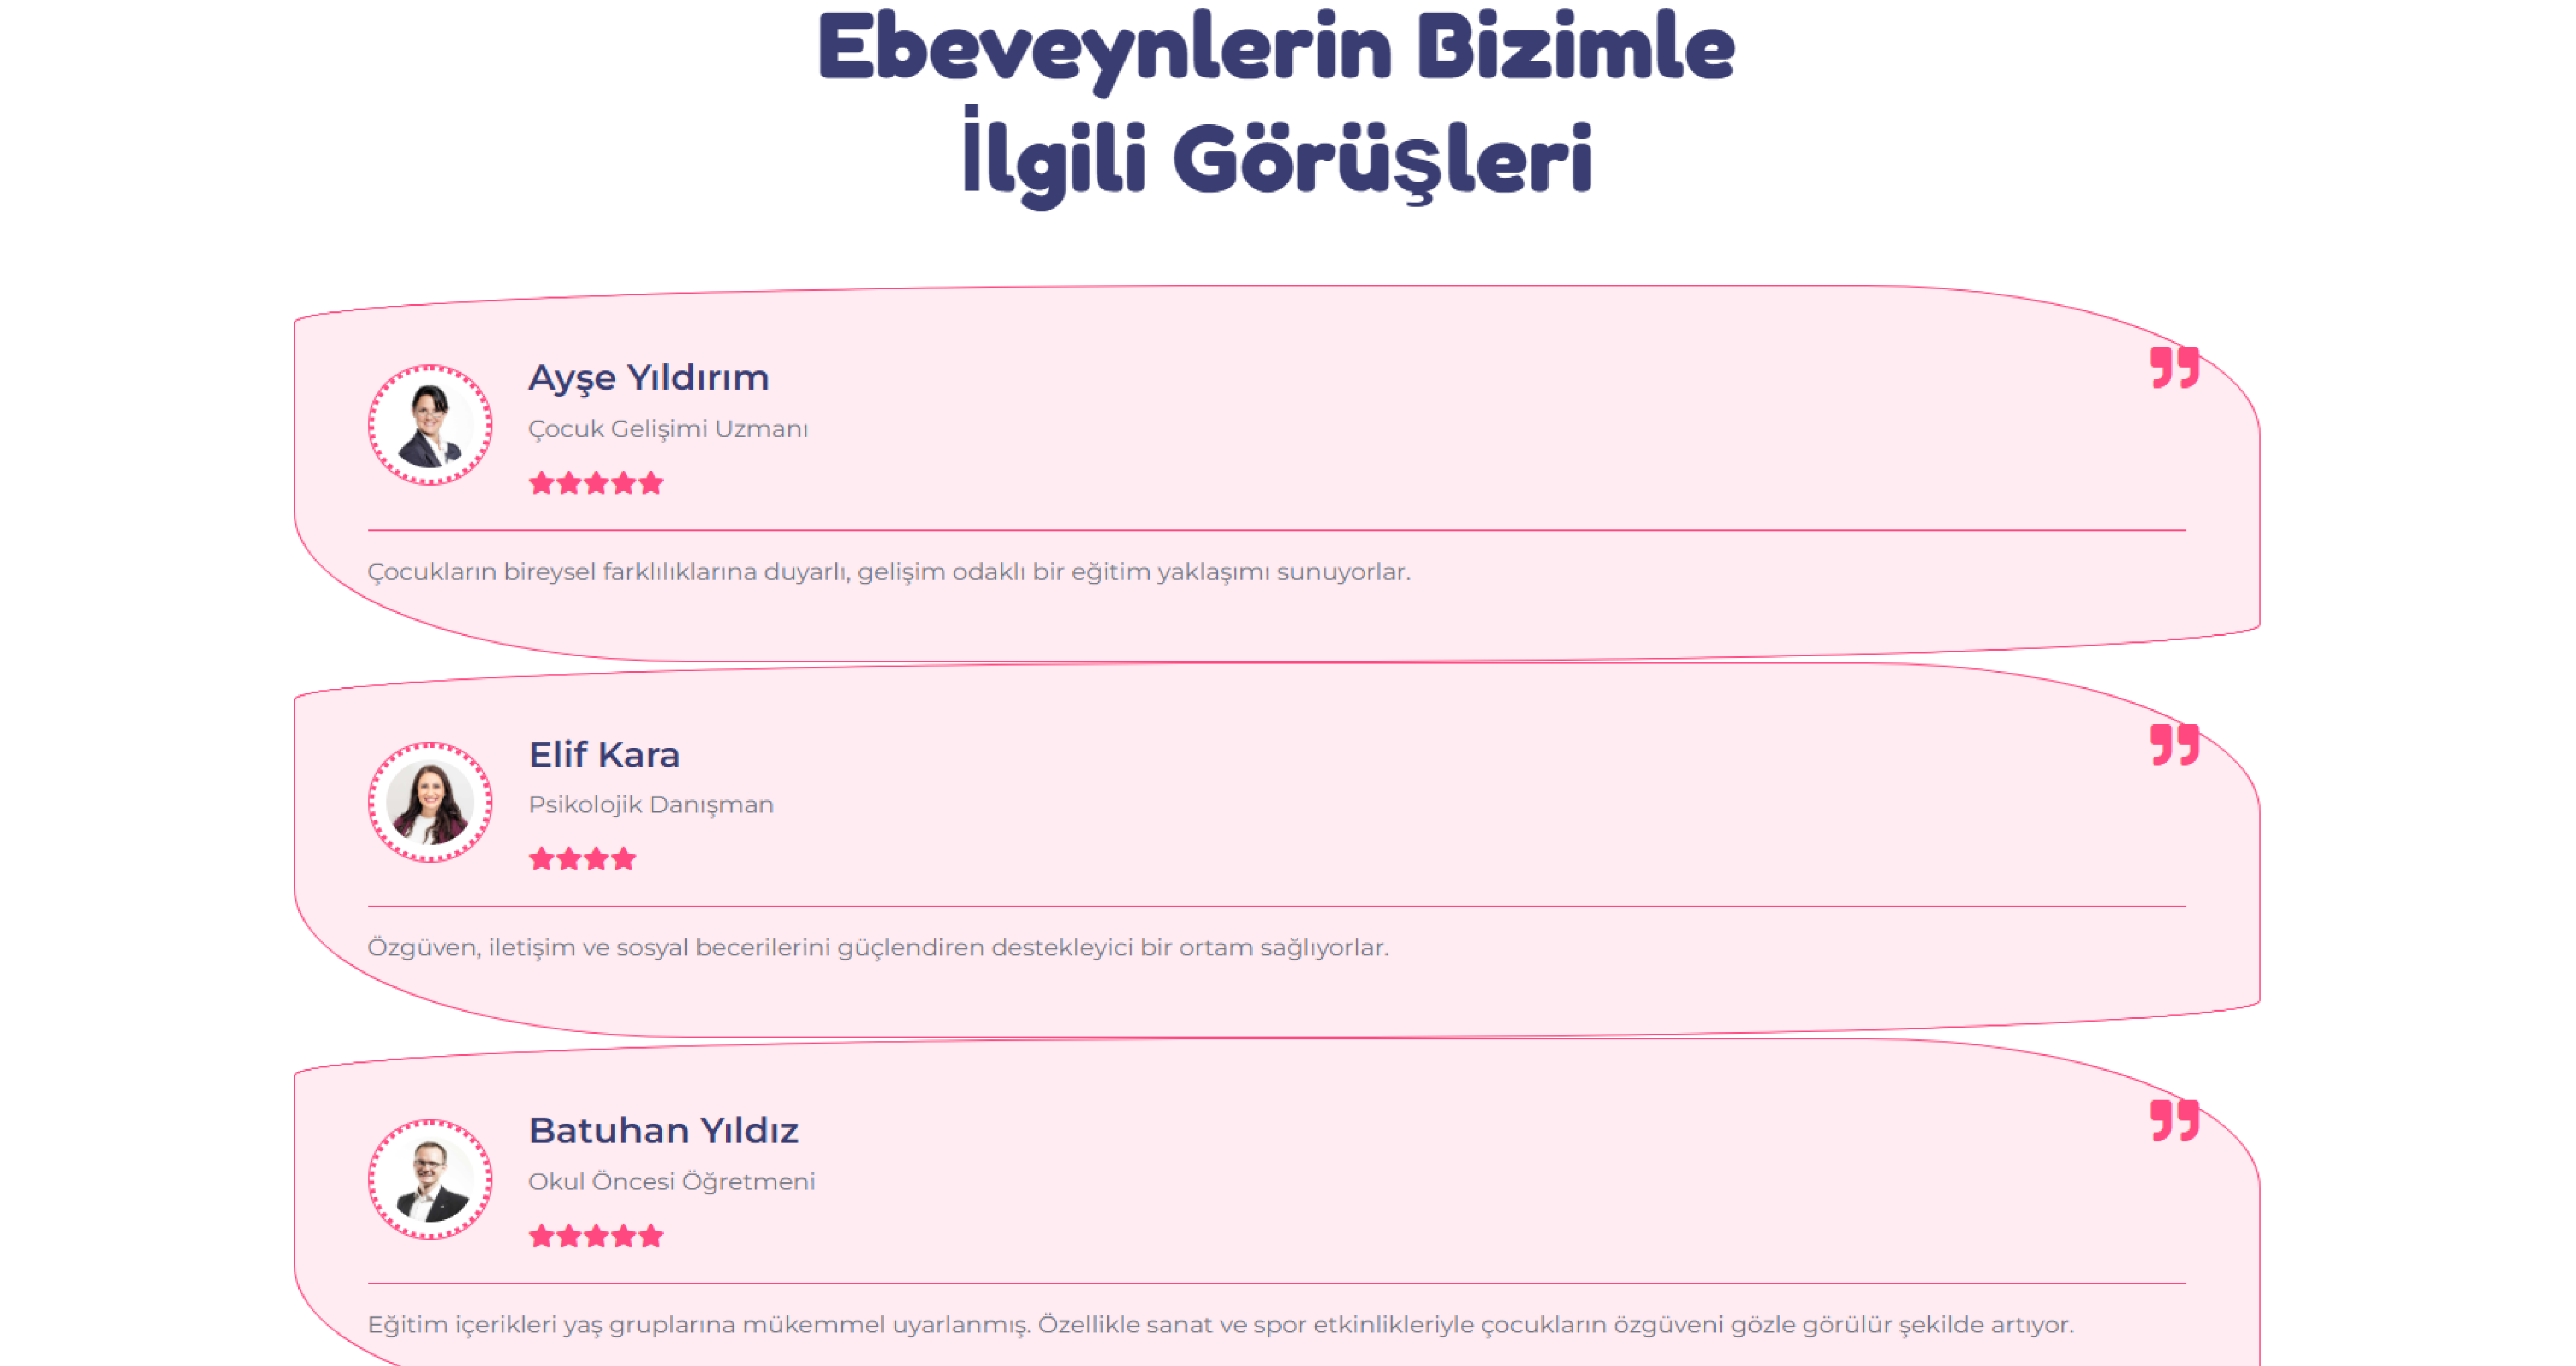 Ebeveynlerin Bizimle
İlgili Görüşleri
Ayşe Yıldırım
Çocuk Gelişimi Uzmanı
Çocukların bireysel farklılıklarına duyarlı, gelişim odaklı bir eğitim yaklaşımı sunuyorlar.
Elif Kara
Psikolojik Danışman
Özgüven, iletişim ve sosyal becerilerini güçlendiren destekleyici bir ortam sağlıyorlar.
Batuhan Yıldız
Okul Öncesi Öğretmeni
Eğitim içerikleri yaş gruplarına mükemmel uyarlanmış. Özellikle sanat ve spor etkinlikleriyle çocukların özgüveni gözle görülür şekilde artıyor.